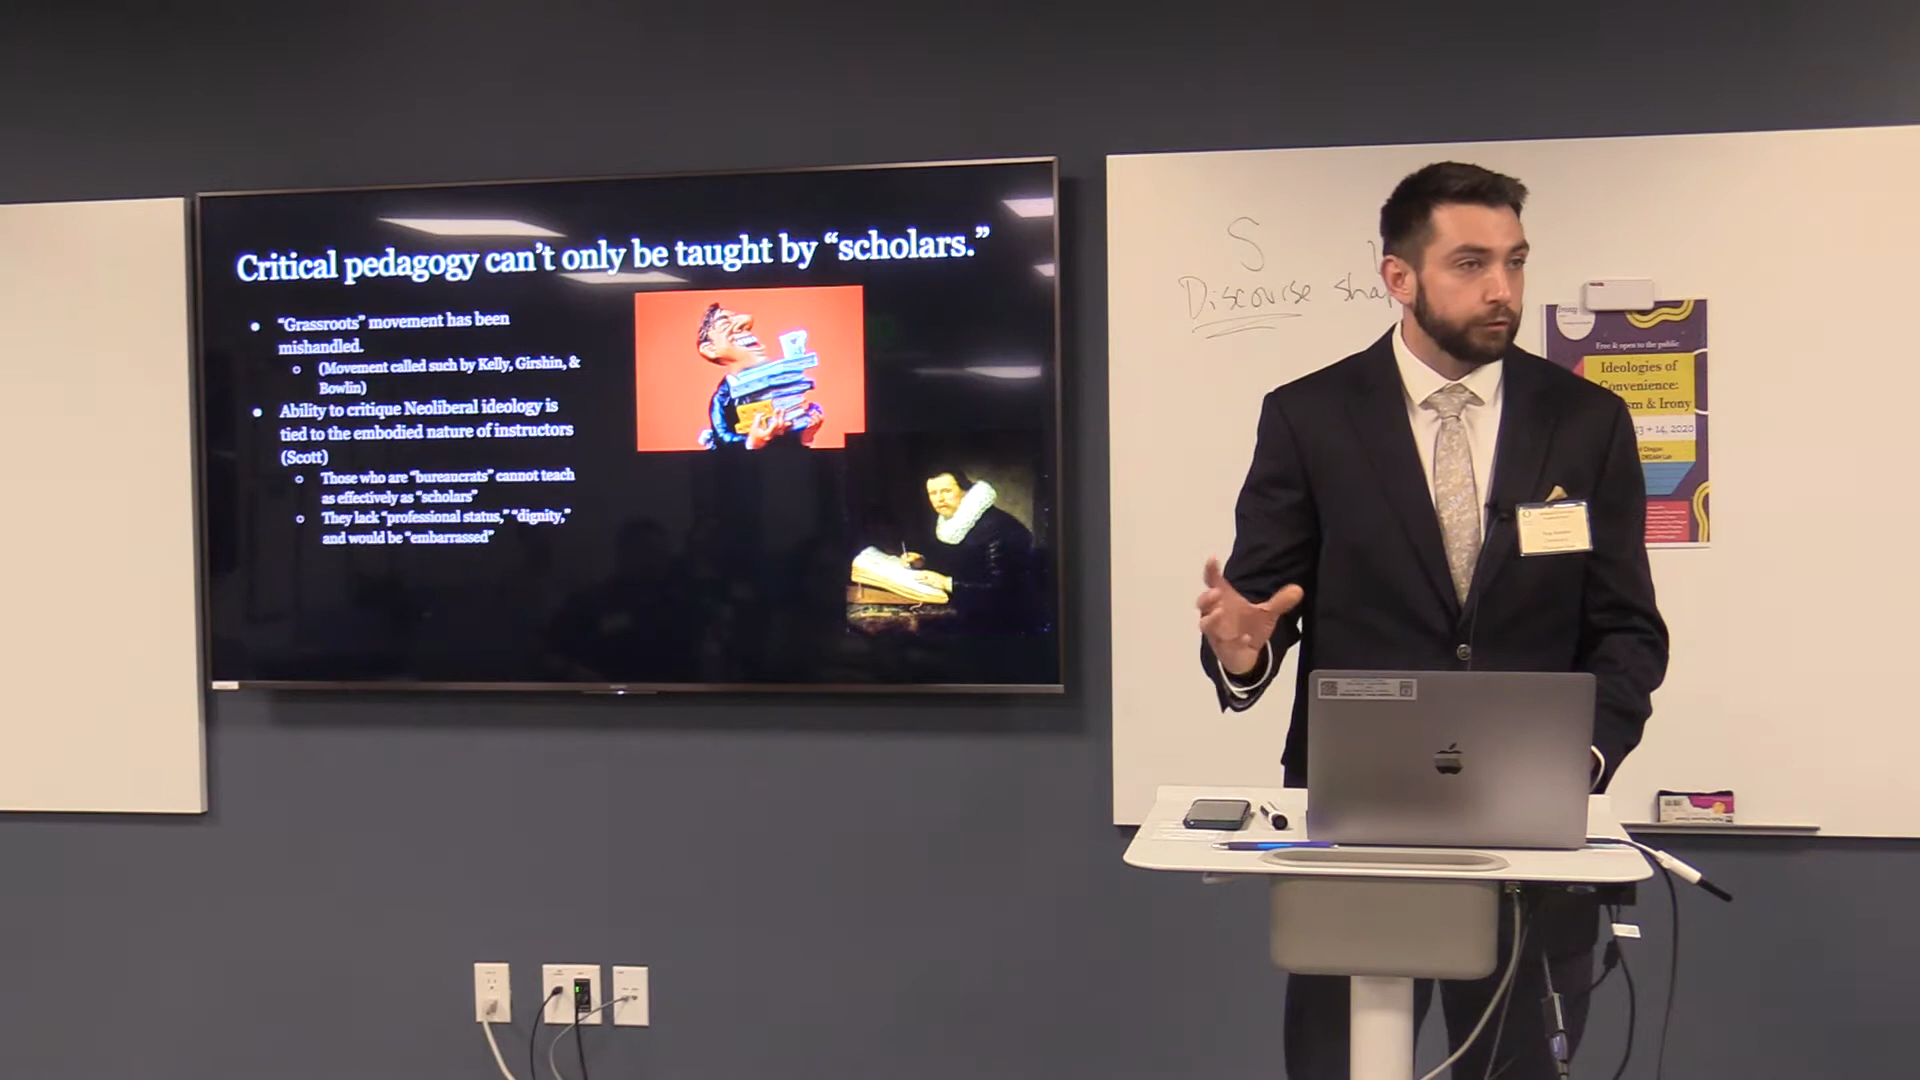 Critical pedagogy can’t only be taught by “scholars.”
“Grassroots” movement has been
mishandled.
(Movement called such by Kelly, Girshin, &
Bowlin)
Ability to critique Neoliberal ideology is
tied to the embodied nature of instructors
(Scott)
Those who are “bureaucrats” cannot teach
as effectively as “scholars”
They lack “professional status,” “dignity,”
and would be “embarrassed”
S
Discourse
Free & open to the public
Ideologies of
Convenience:
& Irony
13 + 14, 2020